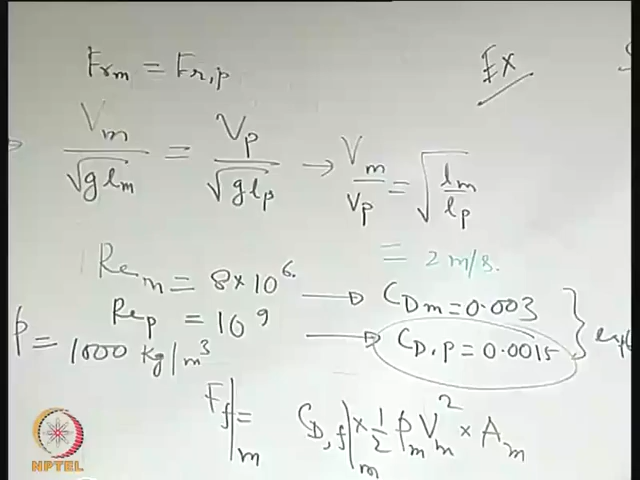 Fr_m = Fr,p
Ex
V_m / √(g l_m) = V_p / √(g l_p) → V_m / V_p = √(l_m / l_p)
= 2 m/s.
Re_m = 8×10^6. → C_Dm = 0.003
Re_p = 10^9 → C_D,p = 0.0015
ρ = 1000 kg/m^3
F_f|_m = C_D,f|_m × 1/2 ρ_m V_m^2 × A_m
NPTEL